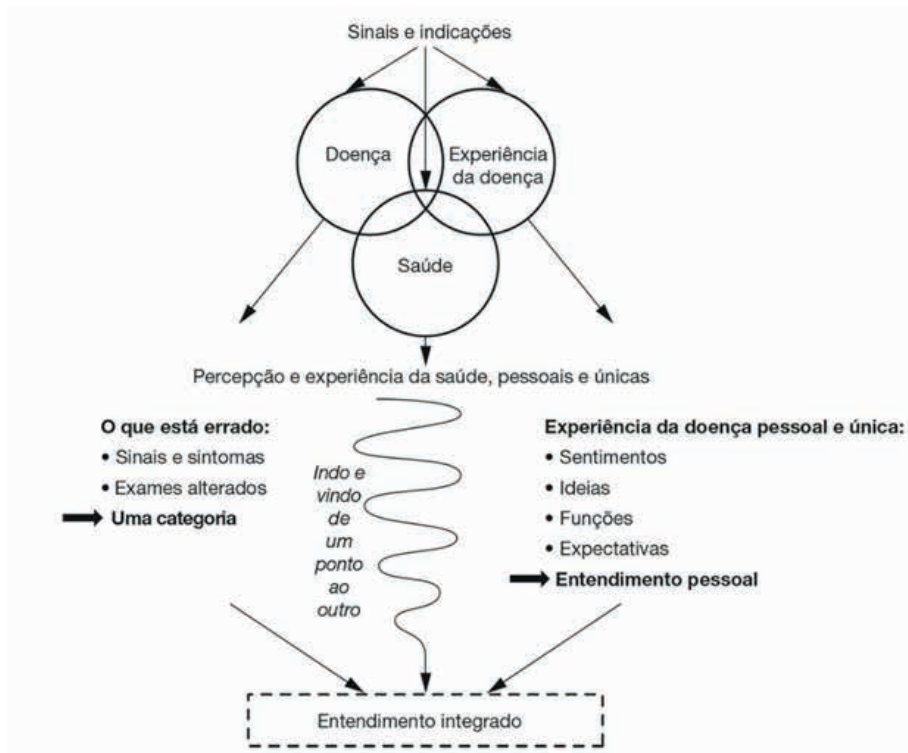 Sinais e indicações
Doença
Experiência
da doença
Saúde
Percepção e experiência da saúde, pessoais e únicas
O que está errado:
• Sinais e sintomas
• Exames alterados
Uma categoria
Indo e
vindo
de
um
ponto
ao
outro
Experiência da doença pessoal e única:
• Sentimentos
• Ideias
• Funções
• Expectativas
Entendimento pessoal
Entendimento integrado